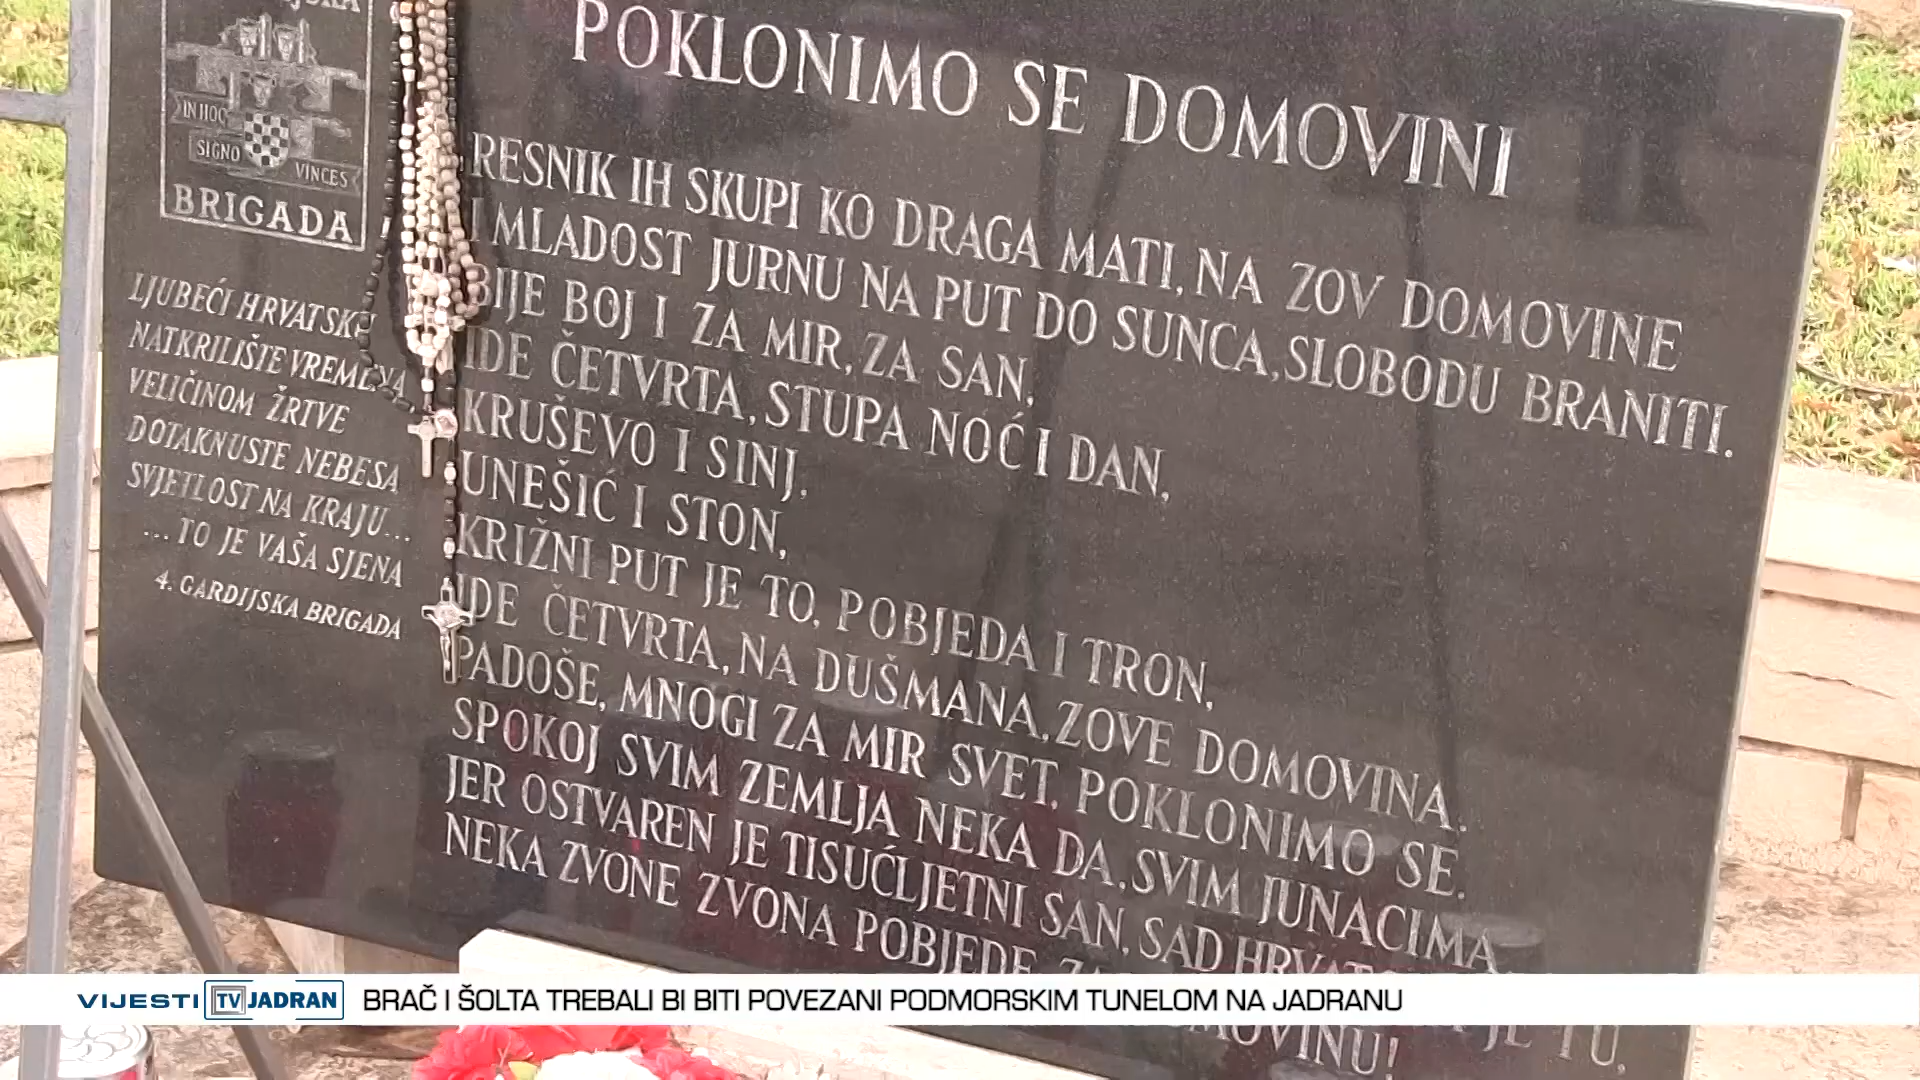 IN HOC
SIGNO
VINCES
BRIGADA
LJUBEĆI HRVATSKU
NATKRILIŠTE VREMENA
VELIČINOM ŽRTVE
DOTAKNUSTE NEBESA
SVJETLOST NA KRAJU...
...TO JE VAŠA SJENA
4. GARDIJSKA BRIGADA
POKLONIMO SE DOMOVINI
RESNIK IH SKUPI KO DRAGA MATI, NA ZOV DOMOVINE
I MLADOST JURNU NA PUT DO SUNCA, SLOBODU BRANITI.
BIJE BOJ I ZA MIR, ZA SAN,
IDE ČETVRTA, STUPA NOĆ I DAN,
KRUŠEVO I SINJ,
UNEŠIĆ I STON,
KRIŽNI PUT JE TO, POBJEDA I TRON,
IDE ČETVRTA, NA DUŠMANA, ZOVE DOMOVINA.
PADOŠE, MNOGI ZA MIR SVET, POKLONIMO SE.
SPOKOJ SVIM ZEMLJA NEKA DA, SVIM JUNACIMA,
JER OSTVAREN JE TISUĆLJETNI SAN, SAD JE TU,
NEKA ZVONE ZVONA POBJEDE
VIJESTI TV JADRAN BRAČ I ŠOLTA TREBALI BI BITI POVEZANI PODMORSKIM TUNELOM NA JADRANU